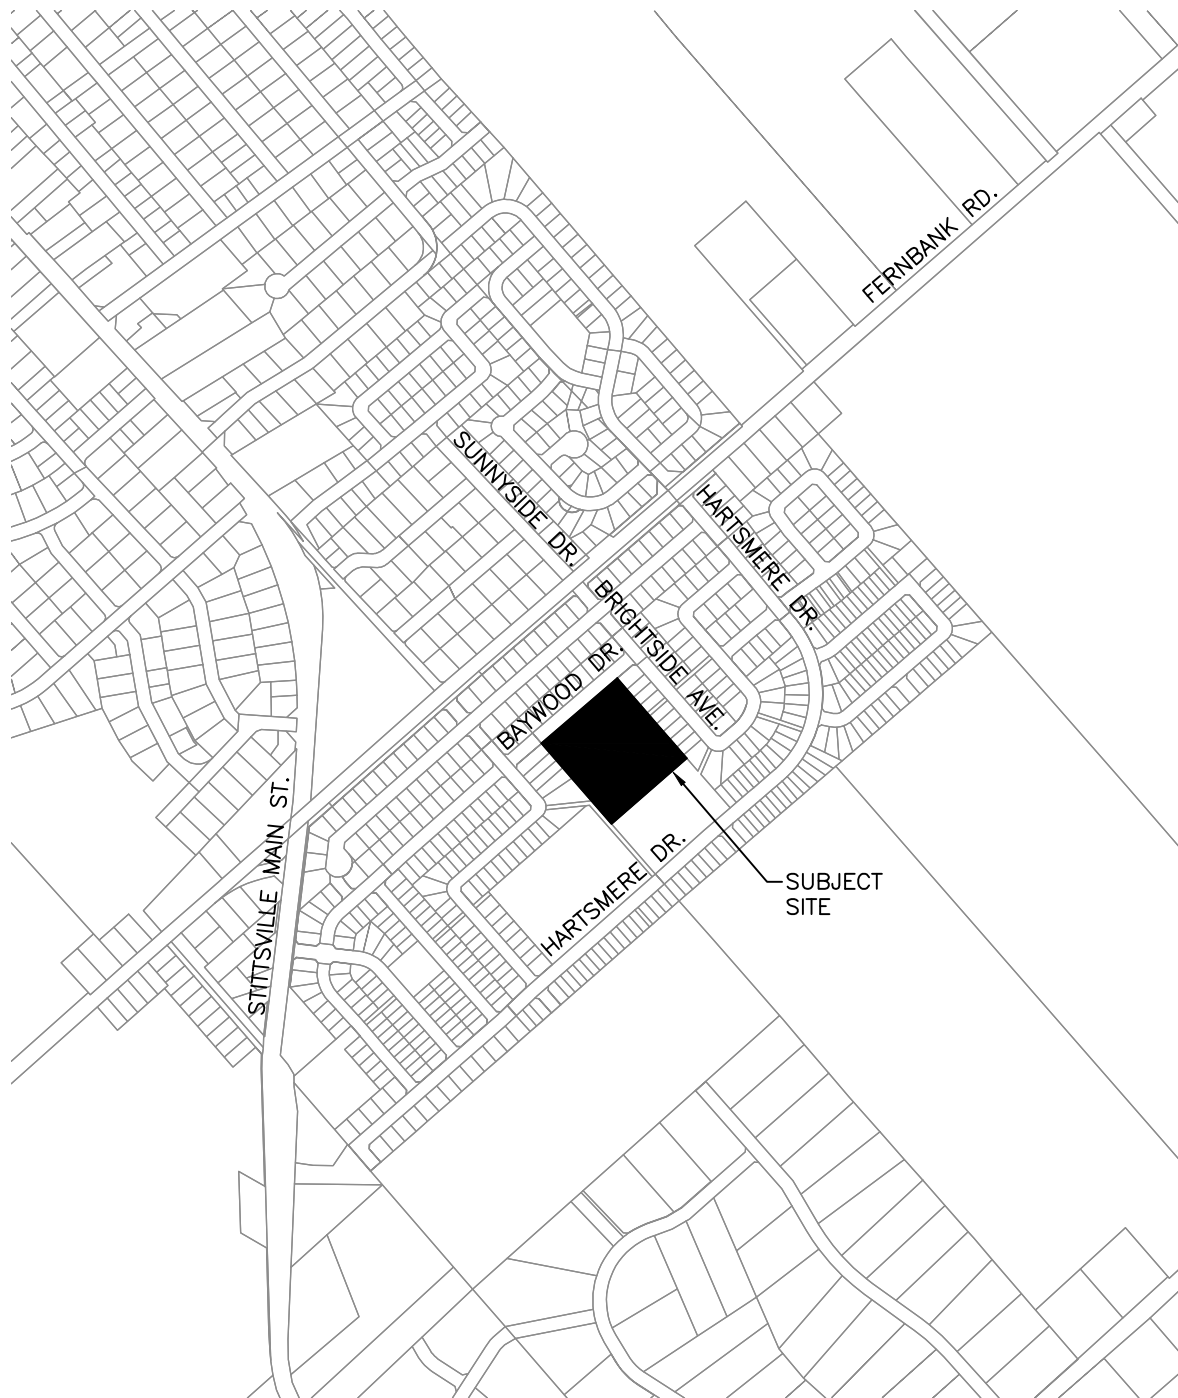 FERNBANK RD.
SUNNYSIDE DR.
HARTSMERE DR.
BRIGHTSIDE AVE.
BAYWOOD DR.
STITTSVILLE MAIN ST.
HARTSMERE DR.
SUBJECT
SITE